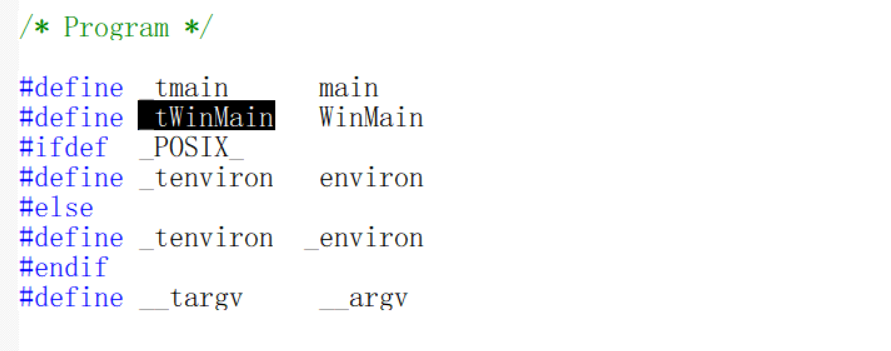 /* Program */
#define _tmain main
#define _tWinMain WinMain
#ifdef _POSIX_
#define _tenviron environ
#else
#define _tenviron _environ
#endif
#define __targv __argv